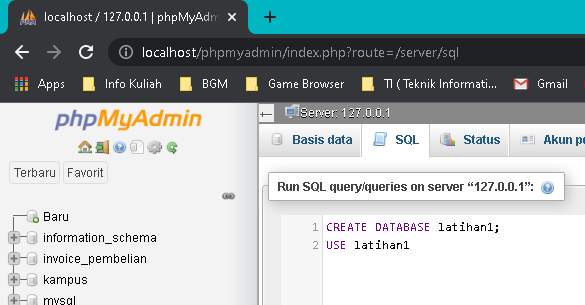 localhost / 127.0.0.1 | phpMyAdm
localhost/phpmyadmin/index.php?route=/server/sql
Apps Info Kuliah BGM Game Browser TI ( Teknik Informati... Gmail
phpMyAdmin
Terbaru Favorit
Baru
information_schema
invoice_pembelian
kampus
mysql
Server: 127.0.0.1
Basis data SQL Status Akun pe
Run SQL query/queries on server “127.0.0.1”:
1 CREATE DATABASE latihan1;
2 USE latihan1